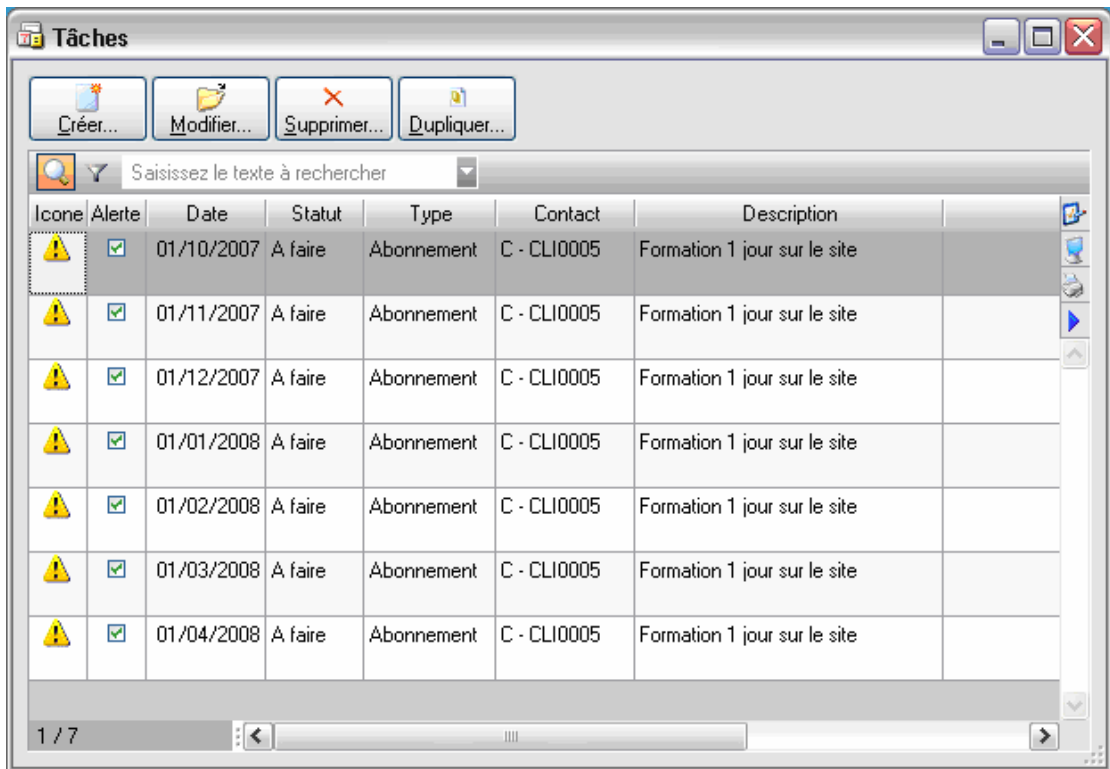 Tâches
Créer... Modifier... Supprimer... Dupliquer...
Saisissez le texte à rechercher
Icone Alerte Date Statut Type Contact Description
01/10/2007 A faire Abonnement C - CLI0005 Formation 1 jour sur le site
01/11/2007 A faire Abonnement C - CLI0005 Formation 1 jour sur le site
01/12/2007 A faire Abonnement C - CLI0005 Formation 1 jour sur le site
01/01/2008 A faire Abonnement C - CLI0005 Formation 1 jour sur le site
01/02/2008 A faire Abonnement C - CLI0005 Formation 1 jour sur le site
01/03/2008 A faire Abonnement C - CLI0005 Formation 1 jour sur le site
01/04/2008 A faire Abonnement C - CLI0005 Formation 1 jour sur le site
1 / 7